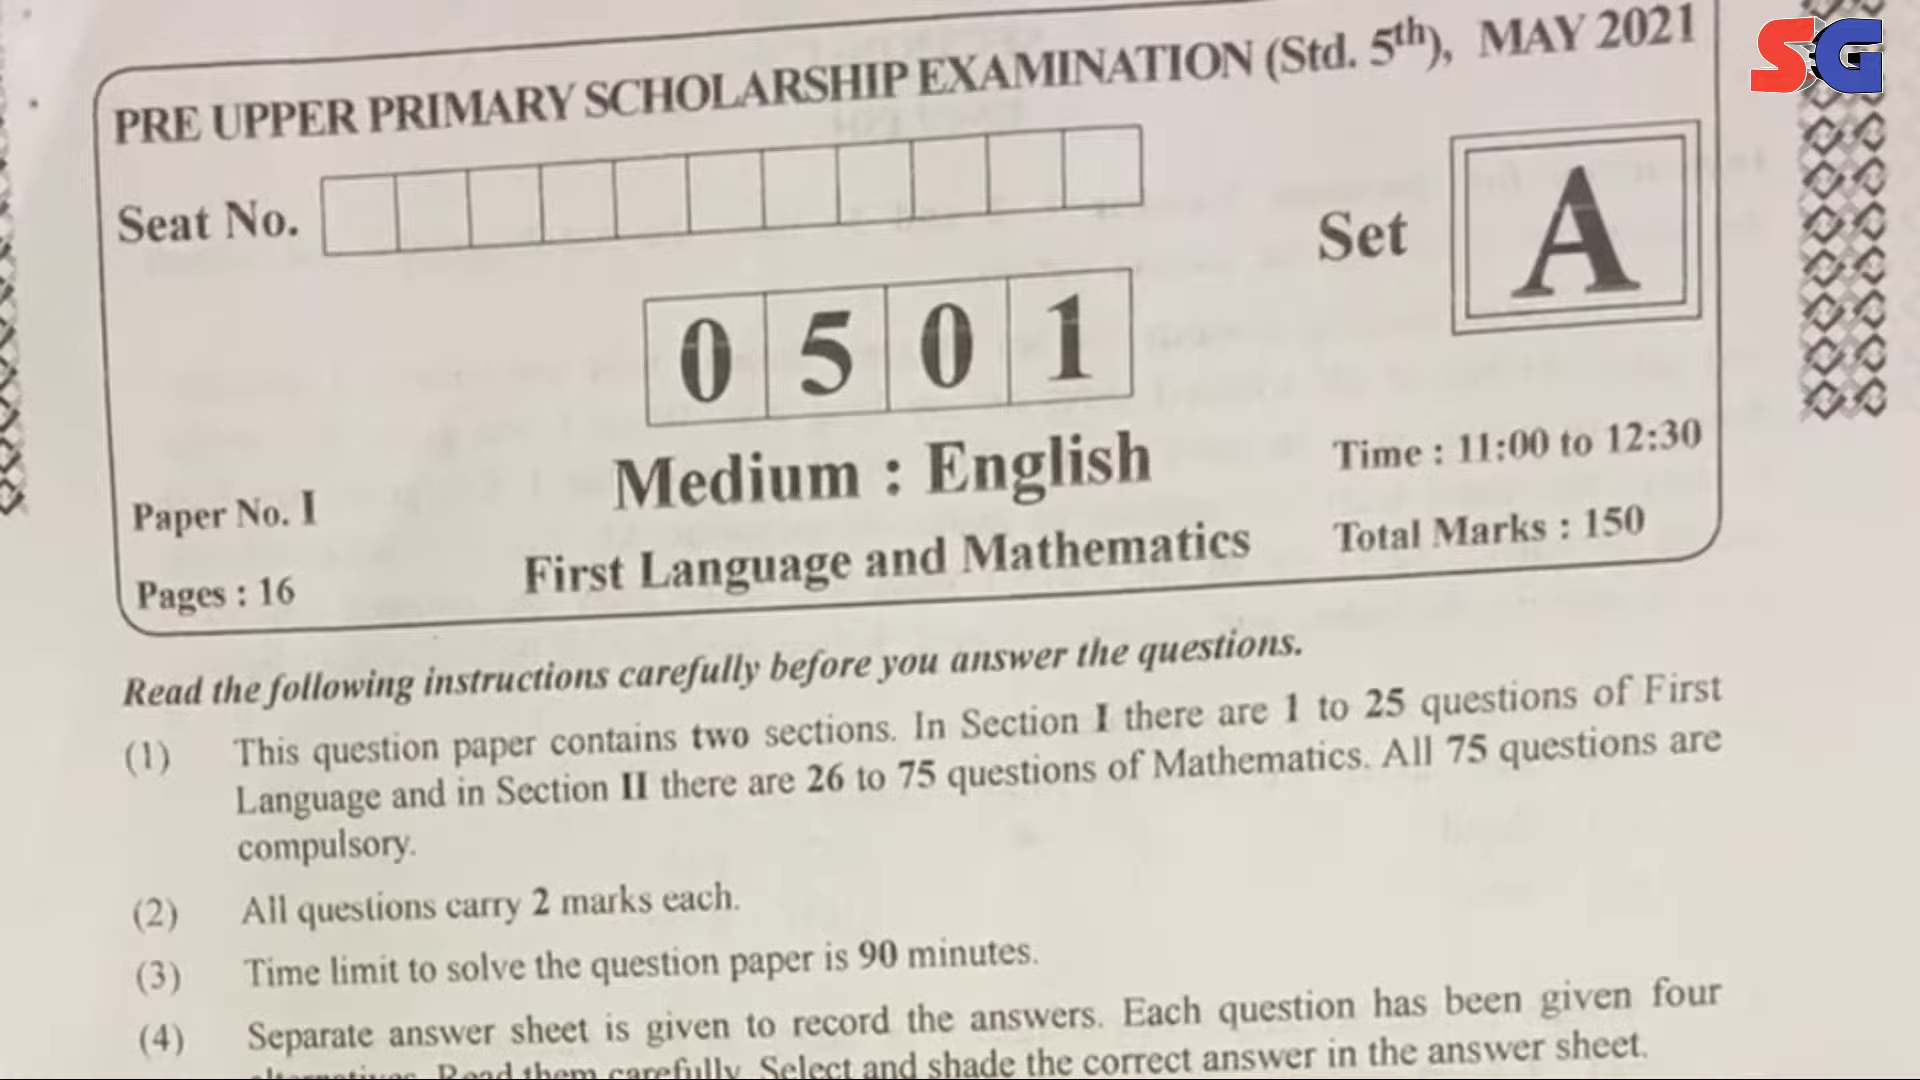 PRE UPPER PRIMARY SCHOLARSHIP EXAMINATION (Std. 5th), MAY 2021
SG
Seat No.
Set A
0 5 0 1
Medium : English
Time : 11:00 to 12:30
Paper No. I
First Language and Mathematics
Total Marks : 150
Pages : 16
Read the following instructions carefully before you answer the questions.
(1) This question paper contains two sections. In Section I there are 1 to 25 questions of First
Language and in Section II there are 26 to 75 questions of Mathematics. All 75 questions are
compulsory.
(2) All questions carry 2 marks each.
(3) Time limit to solve the question paper is 90 minutes.
(4) Separate answer sheet is given to record the answers. Each question has been given four
alternatives. Read them carefully. Select and shade the correct answer in the answer sheet.